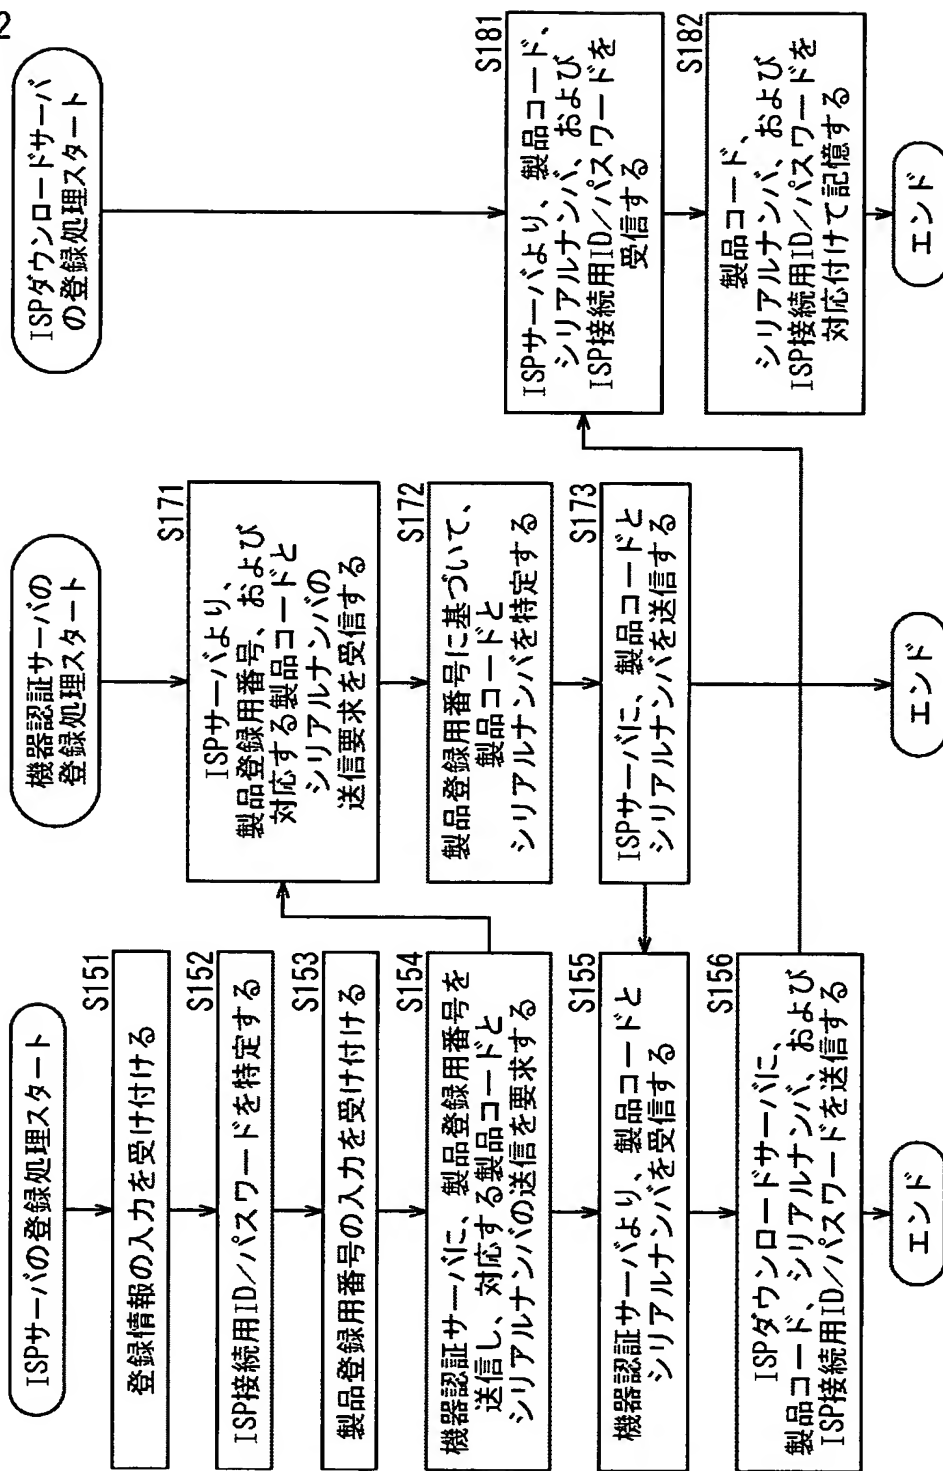 2
ISPサーバの登録処理スタート
S151
登録情報の入力を受け付ける
S152
ISP接続用ID/パスワードを特定する
S153
製品登録用番号の入力を受け付ける
S154
機器認証サーバに、製品登録用番号を
送信し、対応する製品コードと
シリアルナンバの送信を要求する
S155
機器認証サーバより、製品コードと
シリアルナンバを受信する
S156
ISPダウンロードサーバに、
製品コード、シリアルナンバ、および
ISP接続用ID/パスワードを送信する
エンド
機器認証サーバの
登録処理スタート
S171
ISPサーバより、
製品登録用番号、および
対応する製品コードと
シリアルナンバの
送信要求を受信する
S172
製品登録用番号に基づいて、
製品コードと
シリアルナンバを特定する
S173
ISPサーバに、製品コードと
シリアルナンバを送信する
エンド
ISPダウンロードサーバ
の登録処理スタート
S181
ISPサーバより、製品コード、
シリアルナンバ、および
ISP接続用ID/パスワードを
受信する
S182
製品コード、
シリアルナンバ、および
ISP接続用ID/パスワードを
対応付けて記憶する
エンド